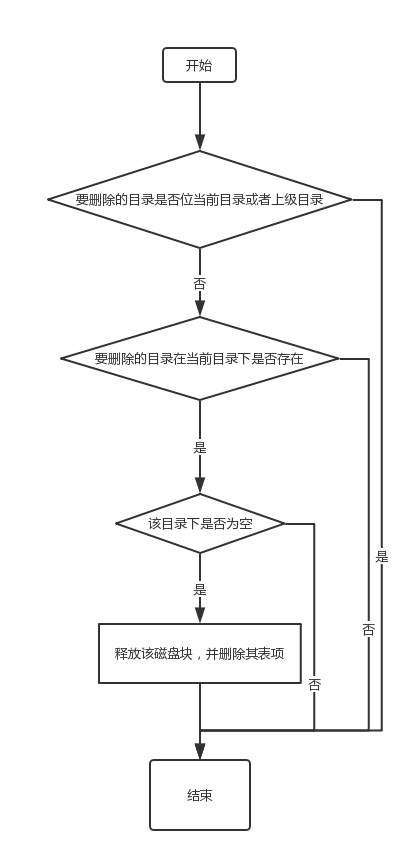 开始
要删除的目录是否位当前目录或者上级目录
否
要删除的目录在当前目录下是否存在
是
该目录下是否为空
是
是
否
释放该磁盘块，并删除其表项
否
结束